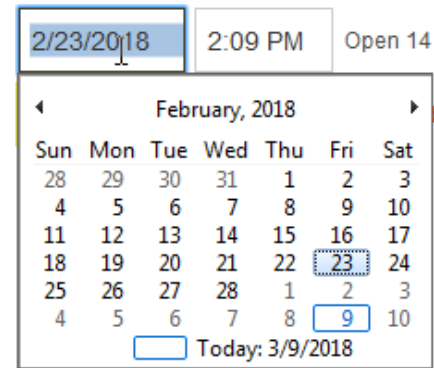 2/23/2018 2:09 PM Open 14
February, 2018
Sun Mon Tue Wed Thu Fri Sat
28 29 30 31 1 2 3
4 5 6 7 8 9 10
11 12 13 14 15 16 17
18 19 20 21 22 23 24
25 26 27 28 1 2 3
4 5 6 7 8 9 10
Today: 3/9/2018